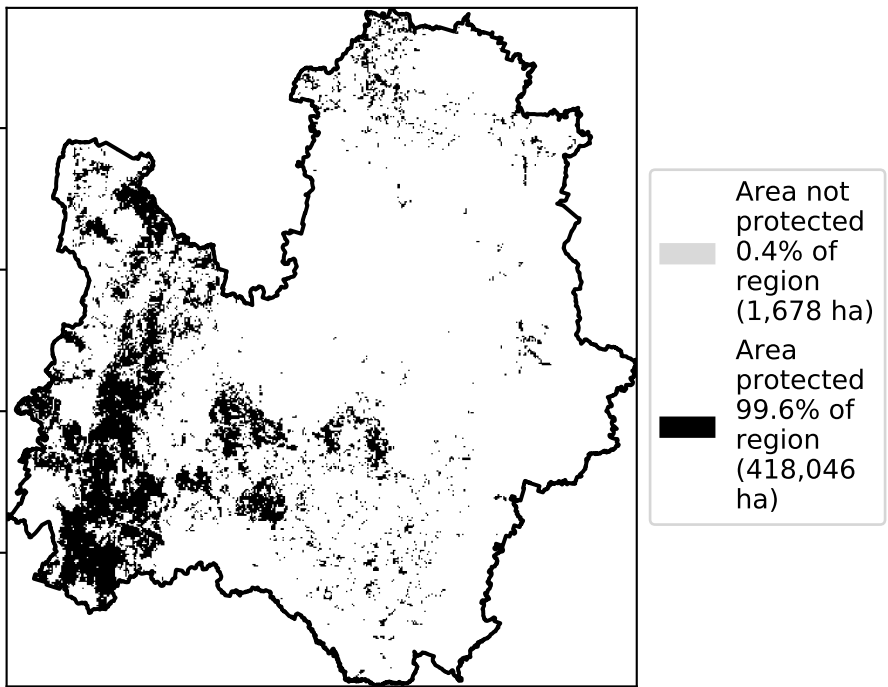 Area not
protected
0.4% of
region
(1,678 ha)
Area
protected
99.6% of
region
(418,046
ha)